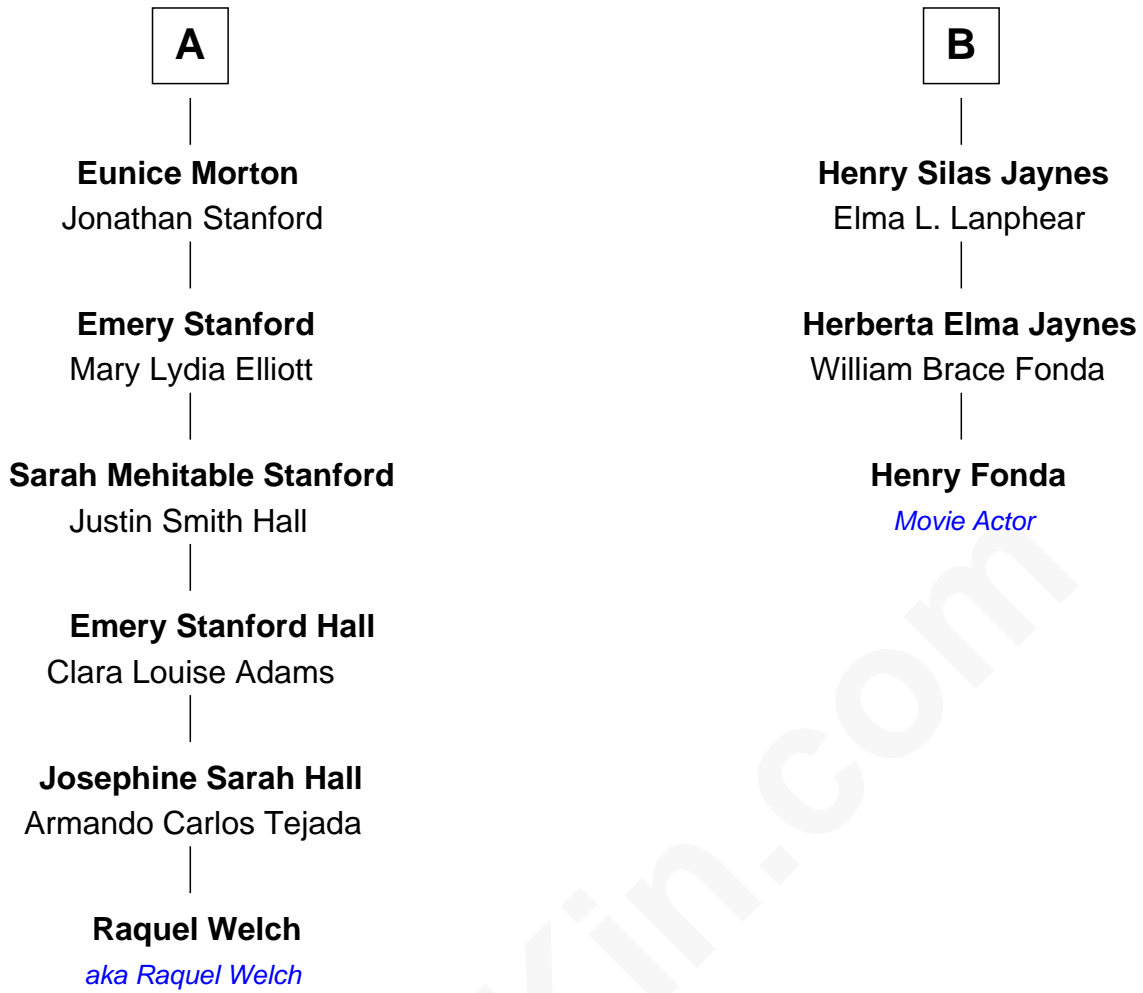 A
Eunice Morton
Jonathan Stanford
Emery Stanford
Mary Lydia Elliott
Sarah Mehitable Stanford
Justin Smith Hall
Emery Stanford Hall
Clara Louise Adams
Josephine Sarah Hall
Armando Carlos Tejada
Raquel Welch
aka Raquel Welch
B
Henry Silas Jaynes
Elma L. Lanphear
Herberta Elma Jaynes
William Brace Fonda
Henry Fonda
Movie Actor